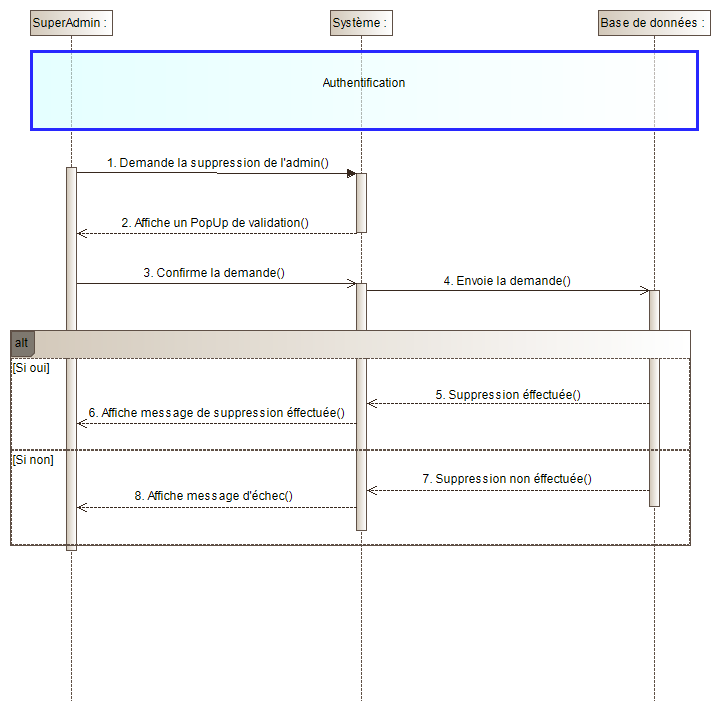 SuperAdmin :
Système :
Base de données :
Authentification
1. Demande la suppression de l'admin()
2. Affiche un PopUp de validation()
3. Confirme la demande()
4. Envoie la demande()
alt
[Si oui]
5. Suppression éffectuée()
6. Affiche message de suppression éffectuée()
[Si non]
7. Suppression non éffectuée()
8. Affiche message d'échec()